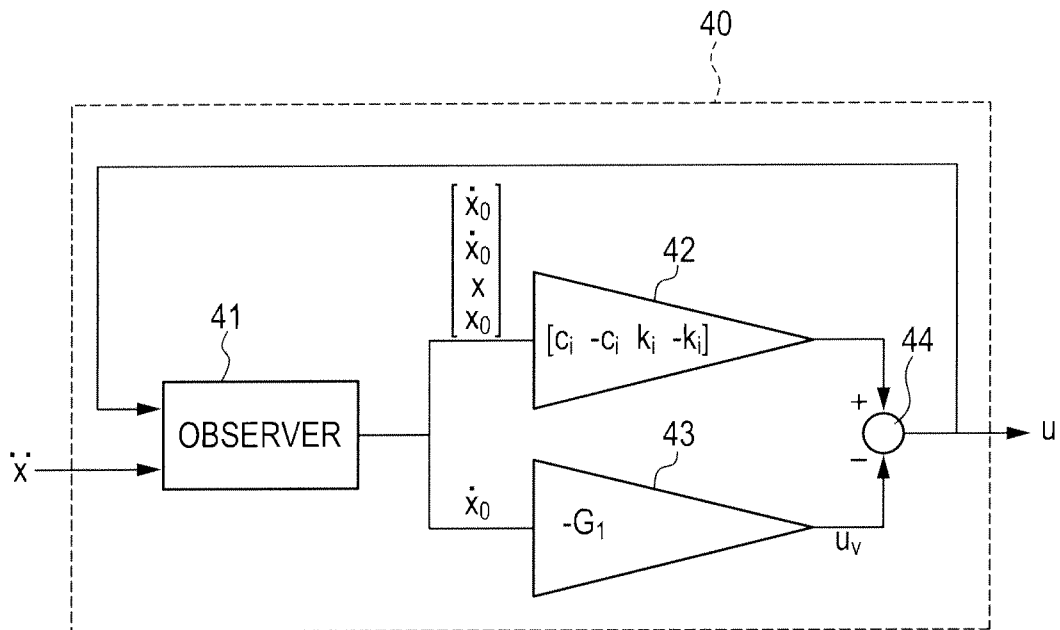 40
ẋ₀
ẋ₀
x
x₀
42
[cᵢ -cᵢ kᵢ -kᵢ]
41
44
+
OBSERVER
−
u
ẍ
43
ẋ₀
-G₁
uᵥ